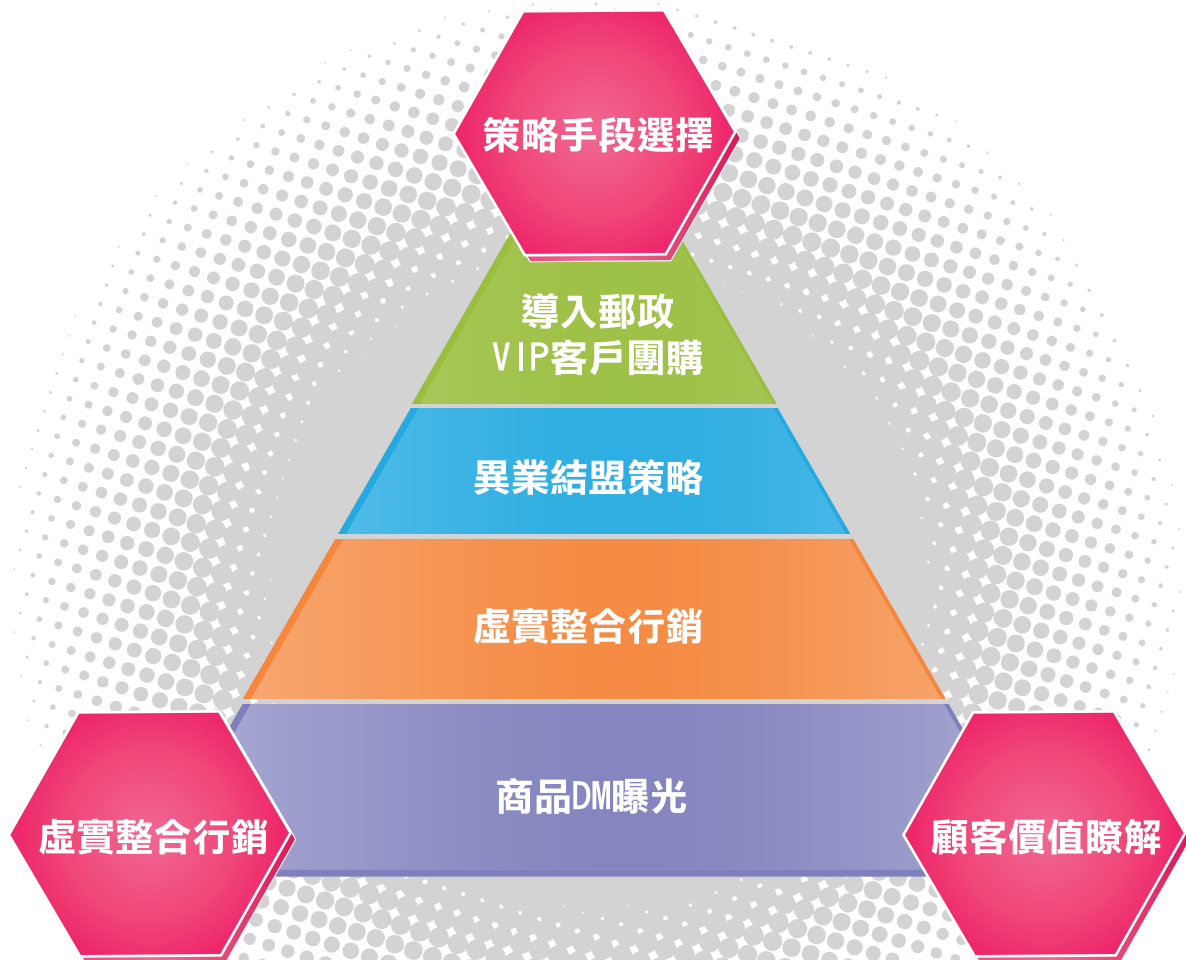 策略手段選擇
導入郵政
VIP客戶團購
異業結盟策略
虛實整合行銷
商品DM曝光
虛實整合行銷
顧客價值瞭解